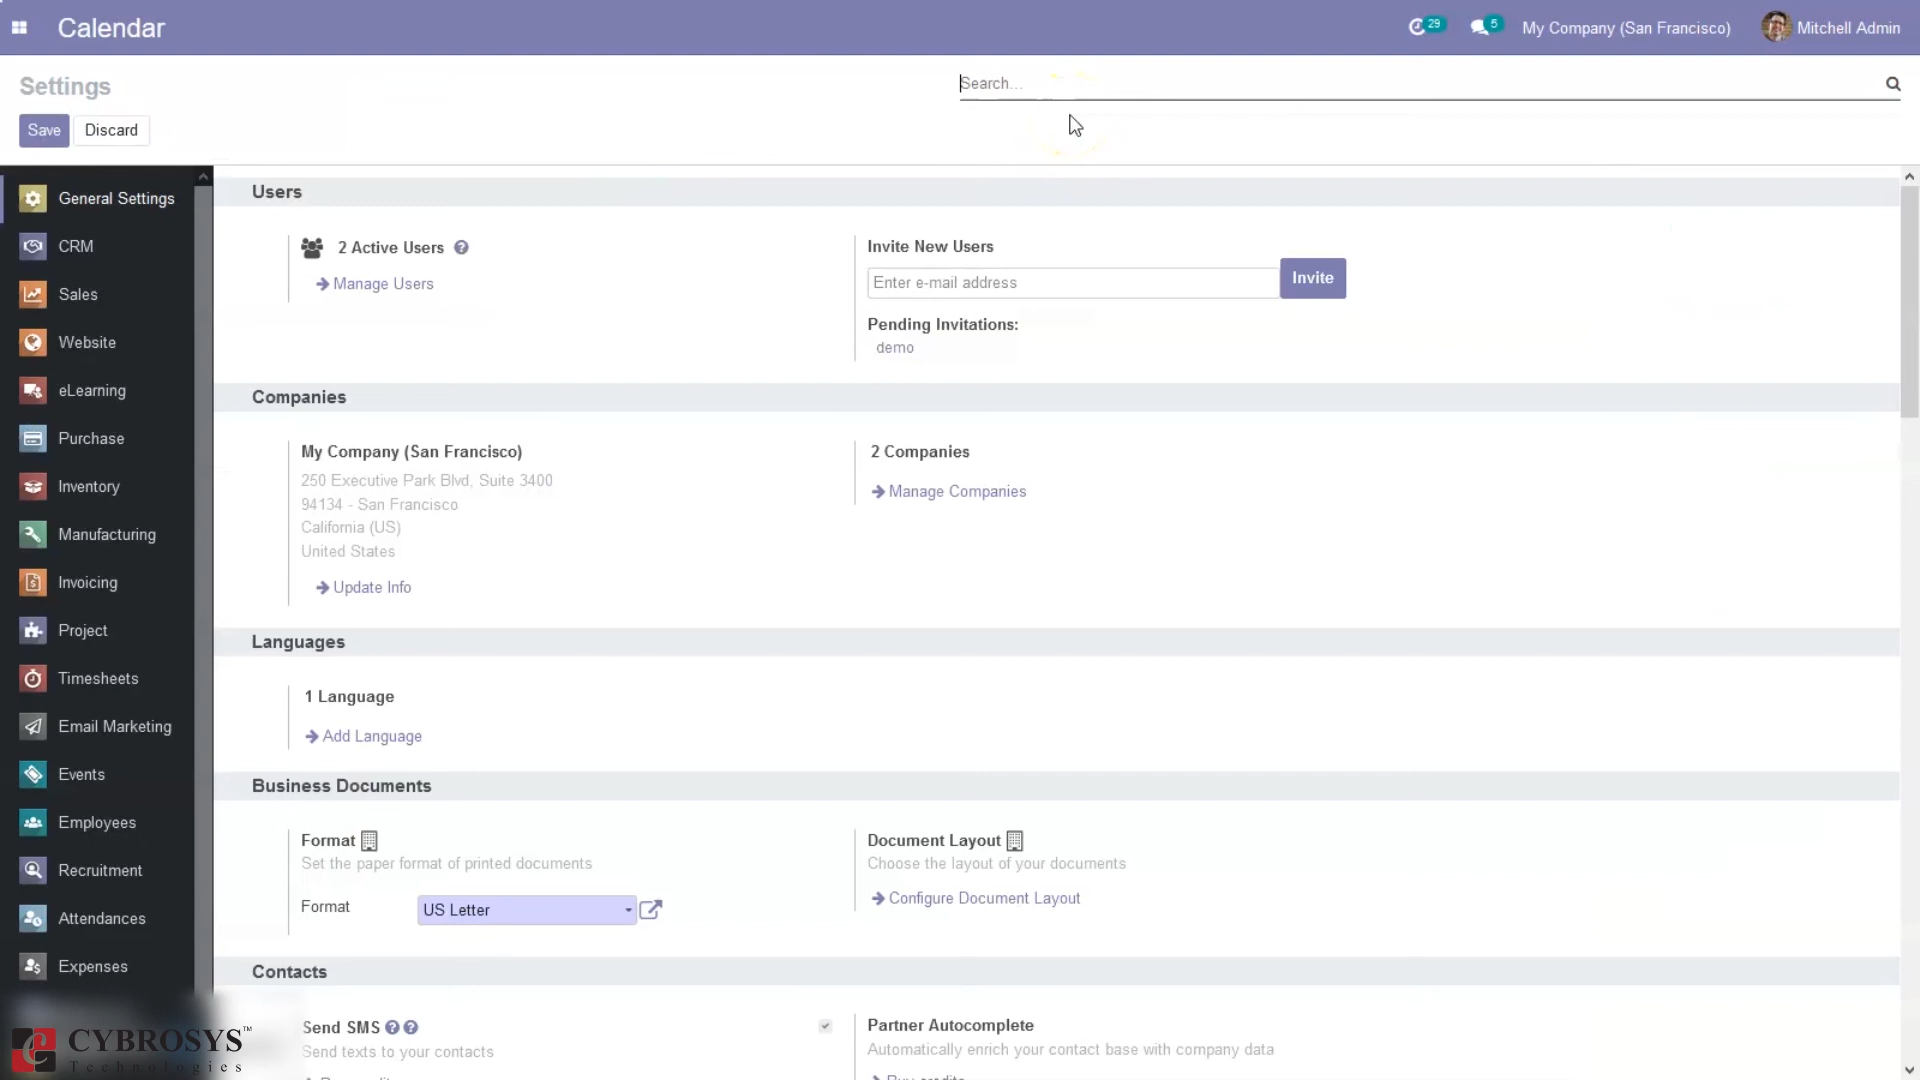 Calendar
29
5
My Company (San Francisco)
Mitchell Admin
Settings
Search...
Save
Discard
General Settings
CRM
Sales
Website
eLearning
Purchase
Inventory
Manufacturing
Invoicing
Project
Timesheets
Email Marketing
Events
Employees
Recruitment
Attendances
Expenses
Users
2 Active Users
Manage Users
Invite New Users
Enter e-mail address
Invite
Pending Invitations:
demo
Companies
My Company (San Francisco)
250 Executive Park Blvd, Suite 3400
94134 - San Francisco
California (US)
United States
Update Info
2 Companies
Manage Companies
Languages
1 Language
Add Language
Business Documents
Format
Set the paper format of printed documents
Format
US Letter
Document Layout
Choose the layout of your documents
Configure Document Layout
Contacts
Send SMS
Send texts to your contacts
Partner Autocomplete
Automatically enrich your contact base with company data
CYBROSYS™
Technologies